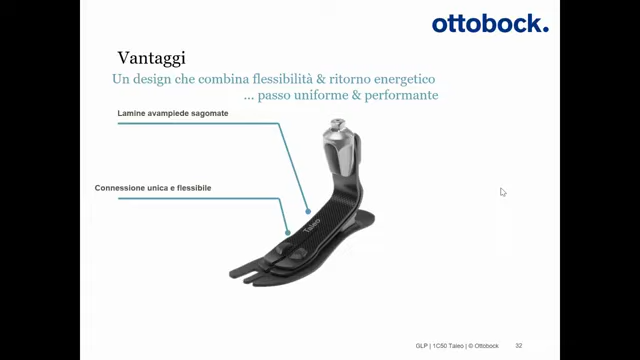 ottobock.
Vantaggi
Un design che combina flessibilità & ritorno energetico
... passo uniforme & performante
Lamine avampiede sagomate
Connessione unica e flessibile
Taleo
GLP | 1C50 Taleo | © Ottobock 32